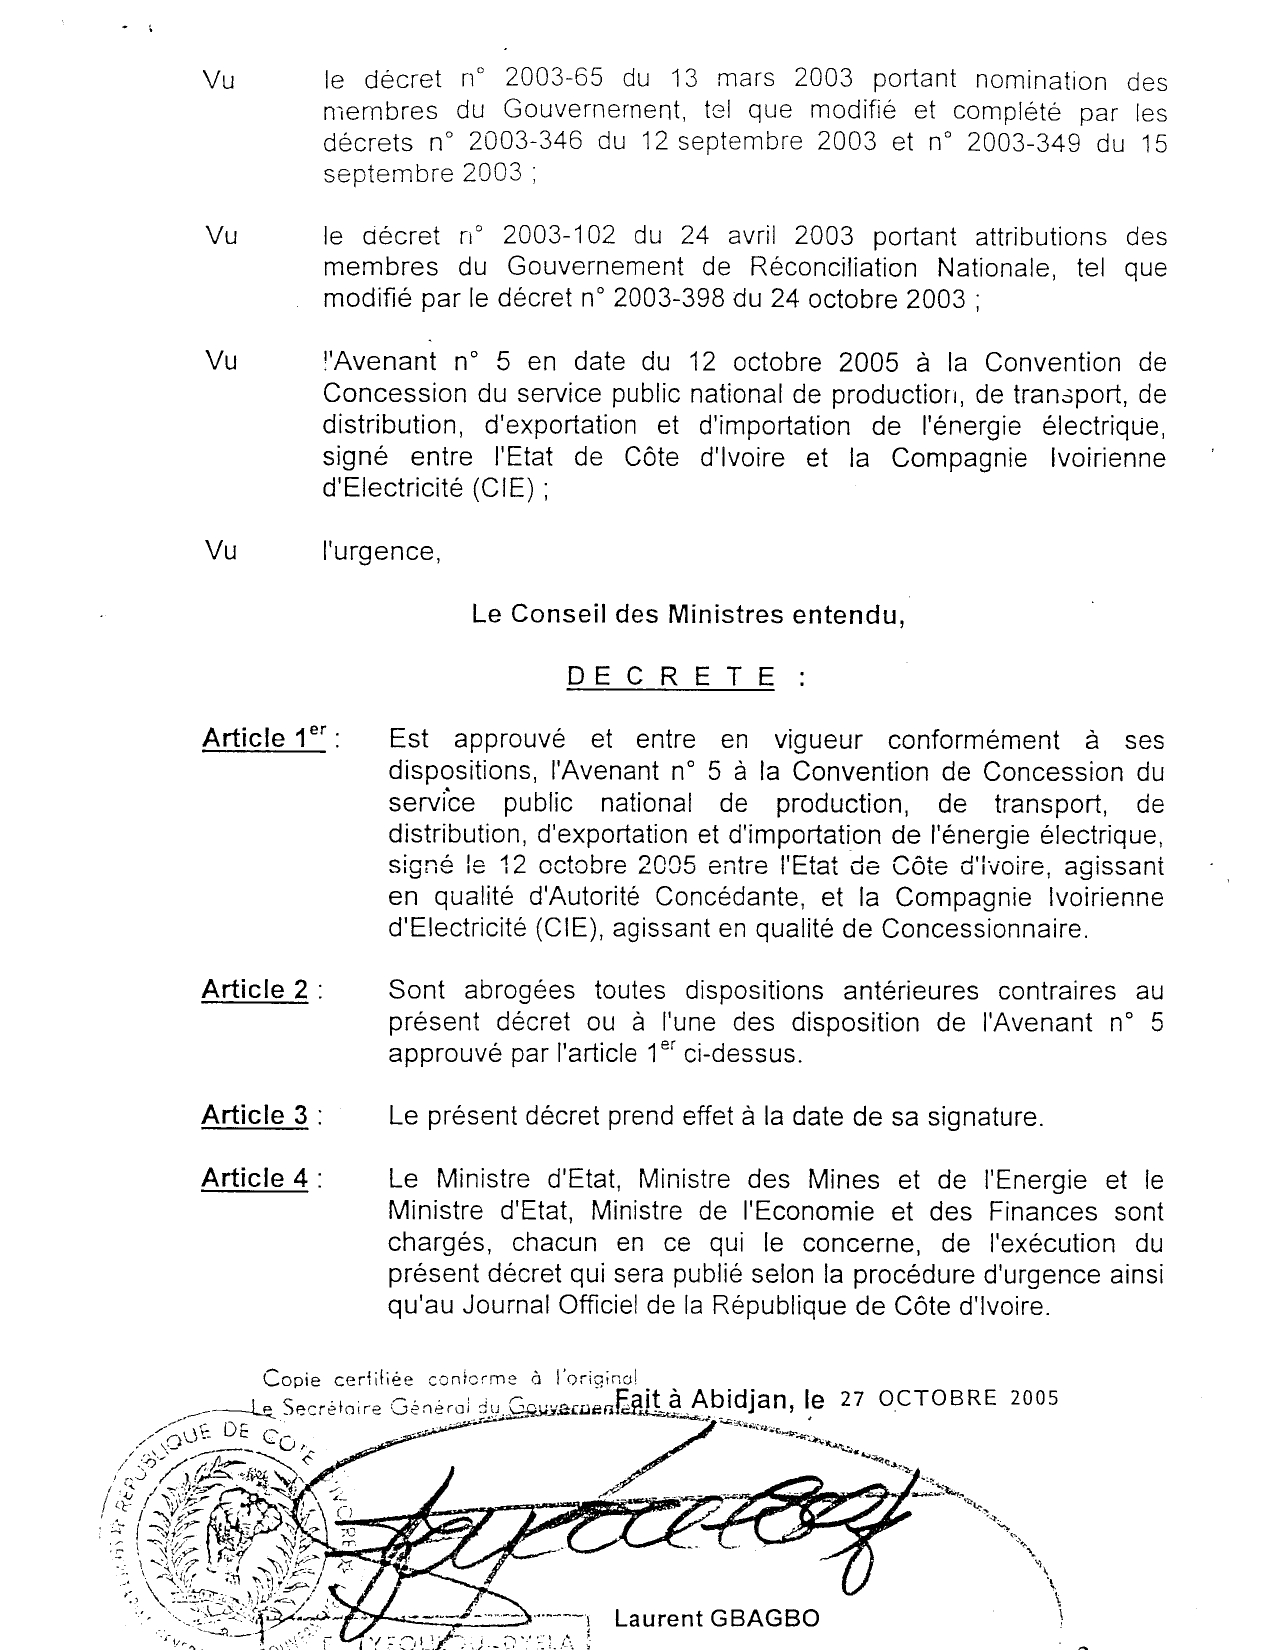 Vu le décret n° 2003-65 du 13 mars 2003 portant nomination des
membres du Gouvernement, tel que modifié et complété par les
décrets n° 2003-346 du 12 septembre 2003 et n° 2003-349 du 15
septembre 2003 ;
Vu le décret n° 2003-102 du 24 avril 2003 portant attributions des
membres du Gouvernement de Réconciliation Nationale, tel que
modifié par le décret n° 2003-398 du 24 octobre 2003 ;
Vu l'Avenant n° 5 en date du 12 octobre 2005 à la Convention de
Concession du service public national de production, de transport, de
distribution, d'exportation et d'importation de l'énergie électrique,
signé entre l'Etat de Côte d'Ivoire et la Compagnie Ivoirienne
d'Electricité (CIE) ;
Vu l'urgence,
Le Conseil des Ministres entendu,
D E C R E T E :
Article 1er : Est approuvé et entre en vigueur conformément à ses
dispositions, l'Avenant n° 5 à la Convention de Concession du
service public national de production, de transport, de
distribution, d'exportation et d'importation de l'énergie électrique,
signé le 12 octobre 2005 entre l'Etat de Côte d'Ivoire, agissant
en qualité d'Autorité Concédante, et la Compagnie Ivoirienne
d'Electricité (CIE), agissant en qualité de Concessionnaire.
Article 2 : Sont abrogées toutes dispositions antérieures contraires au
présent décret ou à l'une des disposition de l'Avenant n° 5
approuvé par l'article 1er ci-dessus.
Article 3 : Le présent décret prend effet à la date de sa signature.
Article 4 : Le Ministre d'Etat, Ministre des Mines et de l'Energie et le
Ministre d'Etat, Ministre de l'Economie et des Finances sont
chargés, chacun en ce qui le concerne, de l'exécution du
présent décret qui sera publié selon la procédure d'urgence ainsi
qu'au Journal Officiel de la République de Côte d'Ivoire.
Copie certifiée conforme à l'original
Le Secrétaire Général du Gouvernement
Fait à Abidjan, le 27 OCTOBRE 2005
REPUBLIQUE DE COTE D'IVOIRE
Laurent GBAGBO